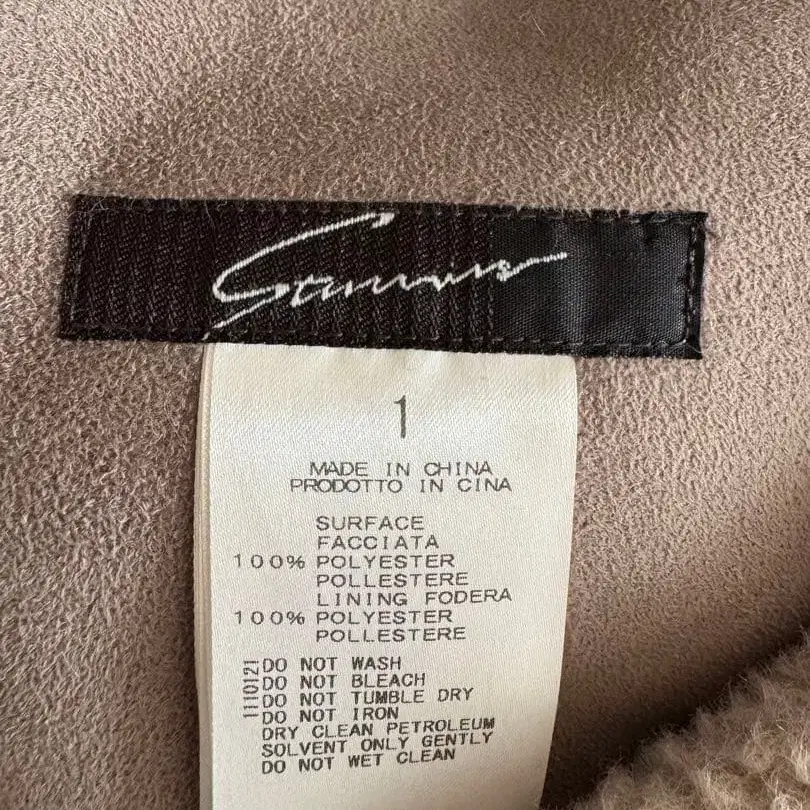 1
MADE IN CHINA
PRODOTTO IN CINA
SURFACE
FACCIATA
100% POLYESTER
POLLESTERE
LINING FODERA
100% POLYESTER
POLLESTERE
1110121
DO NOT WASH
DO NOT BLEACH
DO NOT TUMBLE DRY
DO NOT IRON
DRY CLEAN PETROLEUM
SOLVENT ONLY GENTLY
DO NOT WET CLEAN